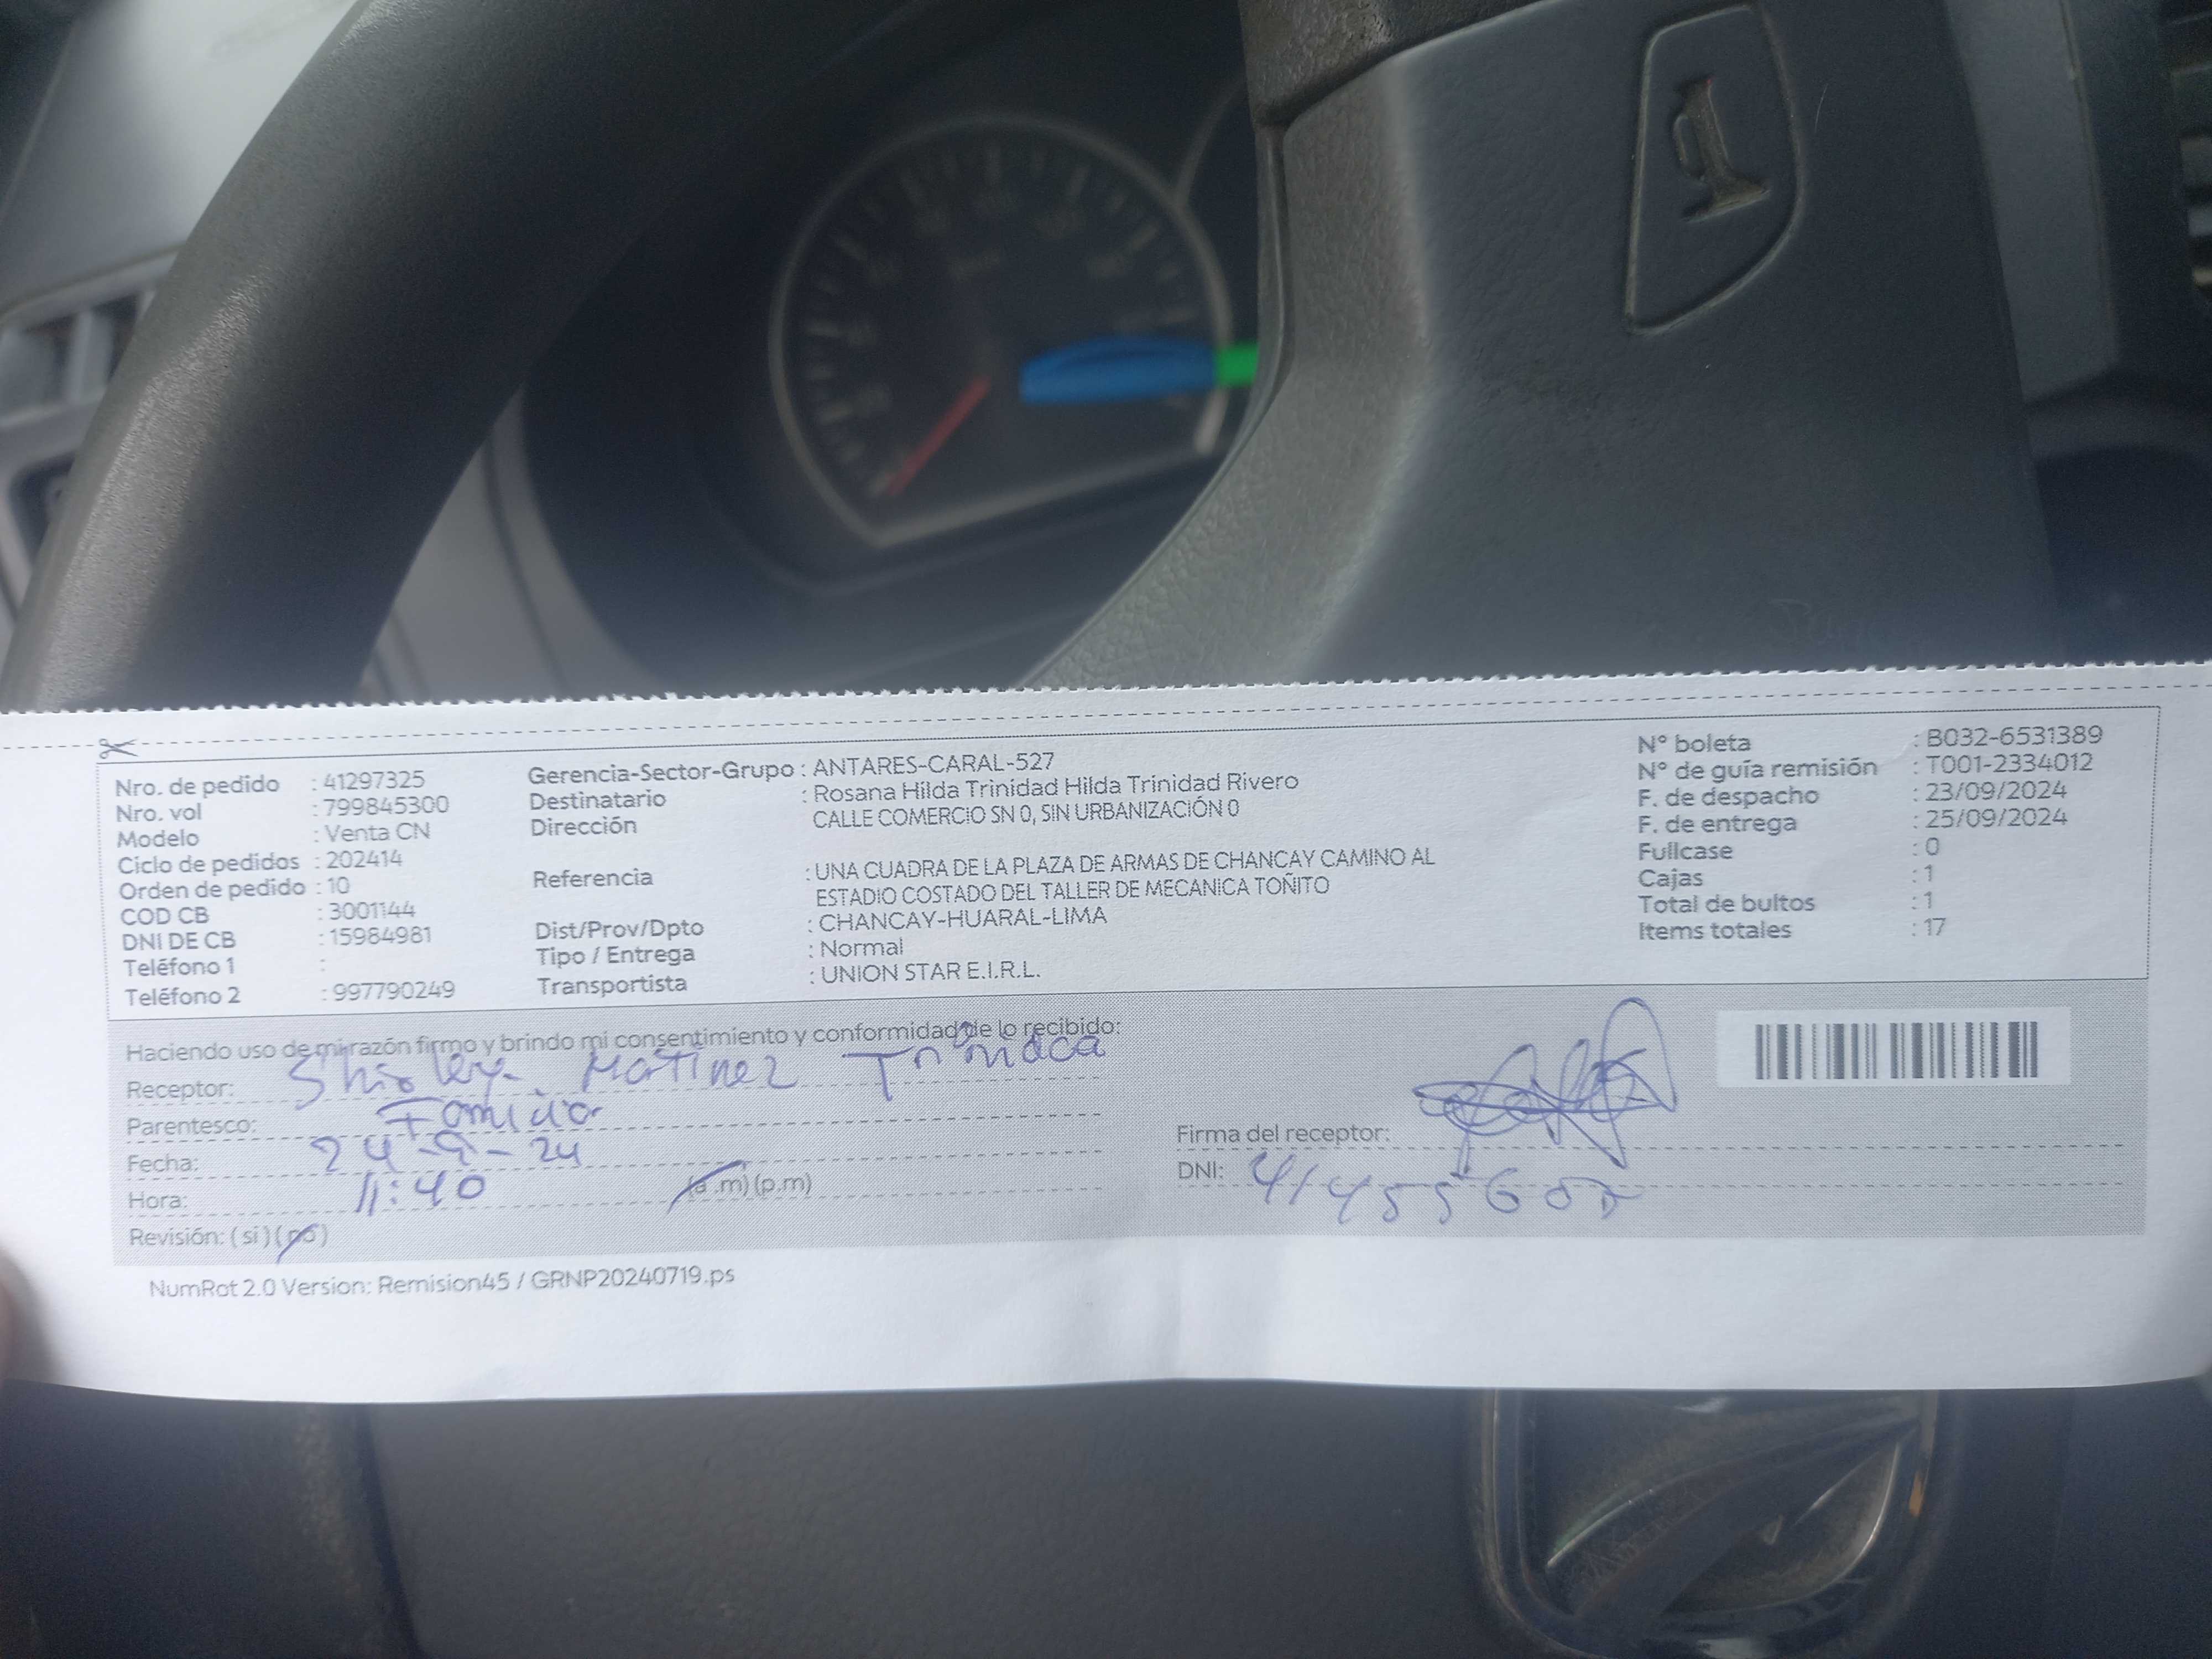 Nro. de pedido : 41297325
Nro. vol : 799845300
Modelo : Venta CN
Ciclo de pedidos : 202414
Orden de pedido : 10
COD CB : 3001144
DNI DE CB : 15984981
Teléfono 1 :
Teléfono 2 : 997790249
Gerencia-Sector-Grupo : ANTARES-CARAL-527
Destinatario : Rosana Hilda Trinidad Hilda Trinidad Rivero
Dirección CALLE COMERCIO SN 0, SIN URBANIZACIÓN 0
Referencia : UNA CUADRA DE LA PLAZA DE ARMAS DE CHANCAY CAMINO AL
ESTADIO COSTADO DEL TALLER DE MECANICA TOÑITO
Dist/Prov/Dpto : CHANCAY-HUARAL-LIMA
Tipo / Entrega : Normal
Transportista : UNION STAR E.I.R.L.
N° boleta : B032-6531389
N° de guía remisión : T001-2334012
F. de despacho : 23/09/2024
F. de entrega : 25/09/2024
Fullcase : 0
Cajas : 1
Total de bultos : 1
Items totales : 17
Haciendo uso de mi razón firmo y brindo mi consentimiento y conformidad de lo recibido:
Receptor: Matinez
Parentesco:
Fecha: 24-9-24
Hora: 11:40 (a.m) (p.m)
Revisión: (si) (no)
Firma del receptor:
DNI:
NumRot 2.0 Version: Remision45 / GRNP20240719.ps